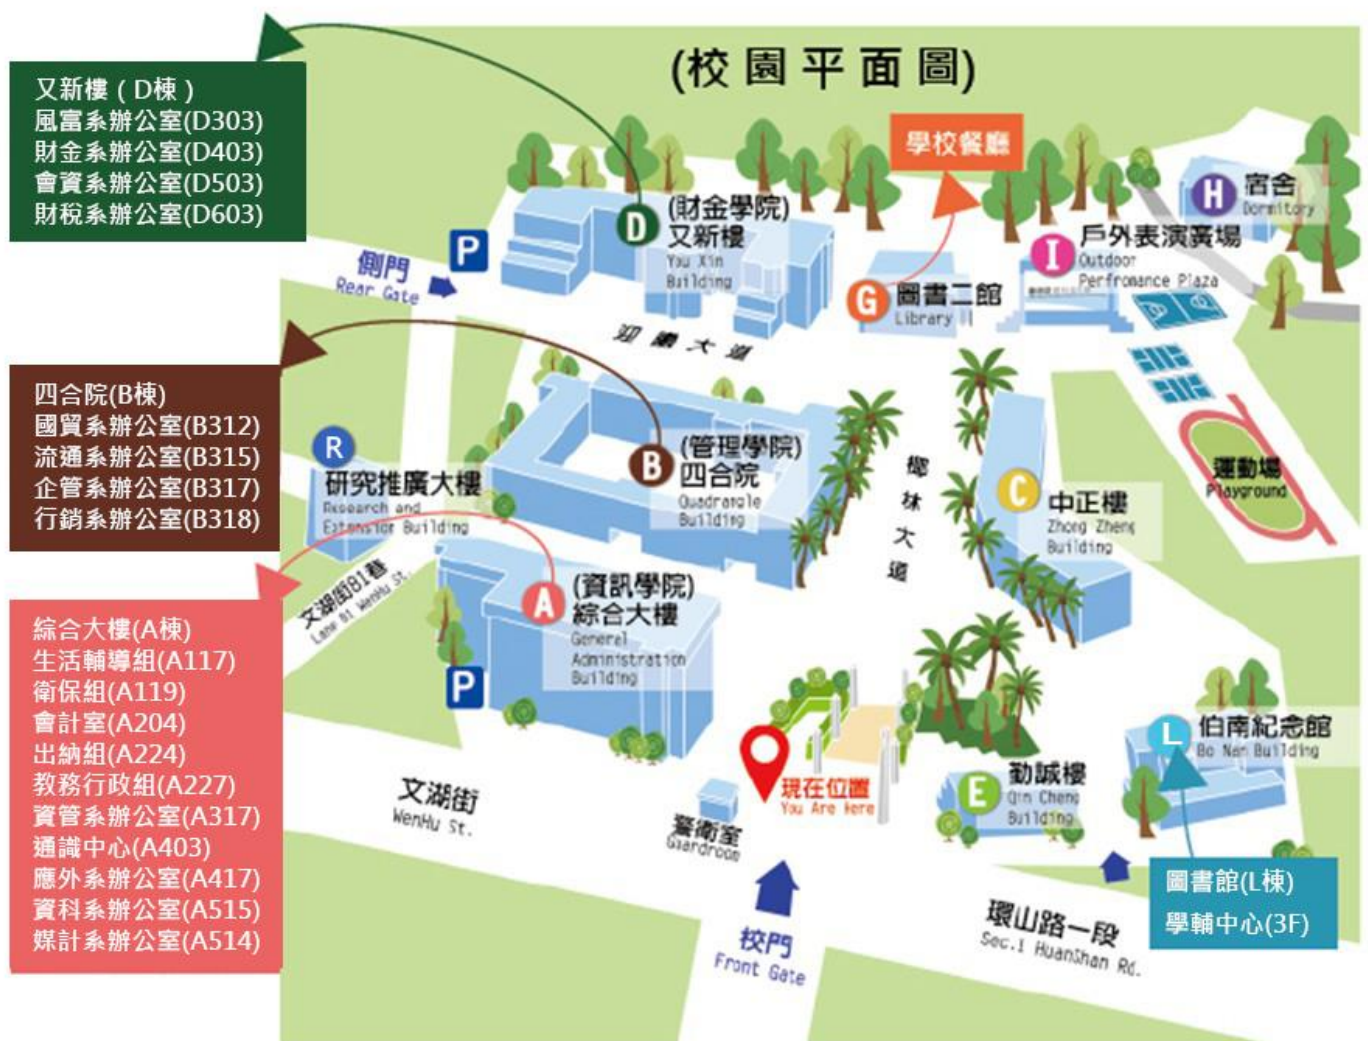 (校園平面圖)
又新樓（D棟）
風富系辦公室(D303)
財金系辦公室(D403)
會資系辦公室(D503)
財稅系辦公室(D603)
學校餐廳
H
宿舍
Dormitory
D
(財金學院)
又新樓
You Xin
Building
P
側門
Rear Gate
I
戶外表演廣場
Outdoor
Perfromance Plaza
G
圖書二館
Library II
大道
四合院(B棟)
國貿系辦公室(B312)
流通系辦公室(B315)
企管系辦公室(B317)
行銷系辦公室(B318)
R
研究推廣大樓
Research and
Extension Building
B
(管理學院)
四合院
Quadrangle
Building
椰林大道
C
中正樓
Zhong Zheng
Building
運動場
Playground
文湖街81巷
Lane 81 WenHu St.
A
(資訊學院)
綜合大樓
General
Administration
Building
P
綜合大樓(A棟)
生活輔導組(A117)
衛保組(A119)
會計室(A204)
出納組(A224)
教務行政組(A227)
資管系辦公室(A317)
通識中心(A403)
應外系辦公室(A417)
資科系辦公室(A515)
媒計系辦公室(A514)
文湖街
WenHu St.
警衛室
Guardroom
現在位置
You Are Here
E
勤誠樓
Qin Cheng
Building
L
伯南紀念館
Bo Nan Building
圖書館(L棟)
學輔中心(3F)
校門
Front Gate
環山路一段
Sec.1 HuanShan Rd.